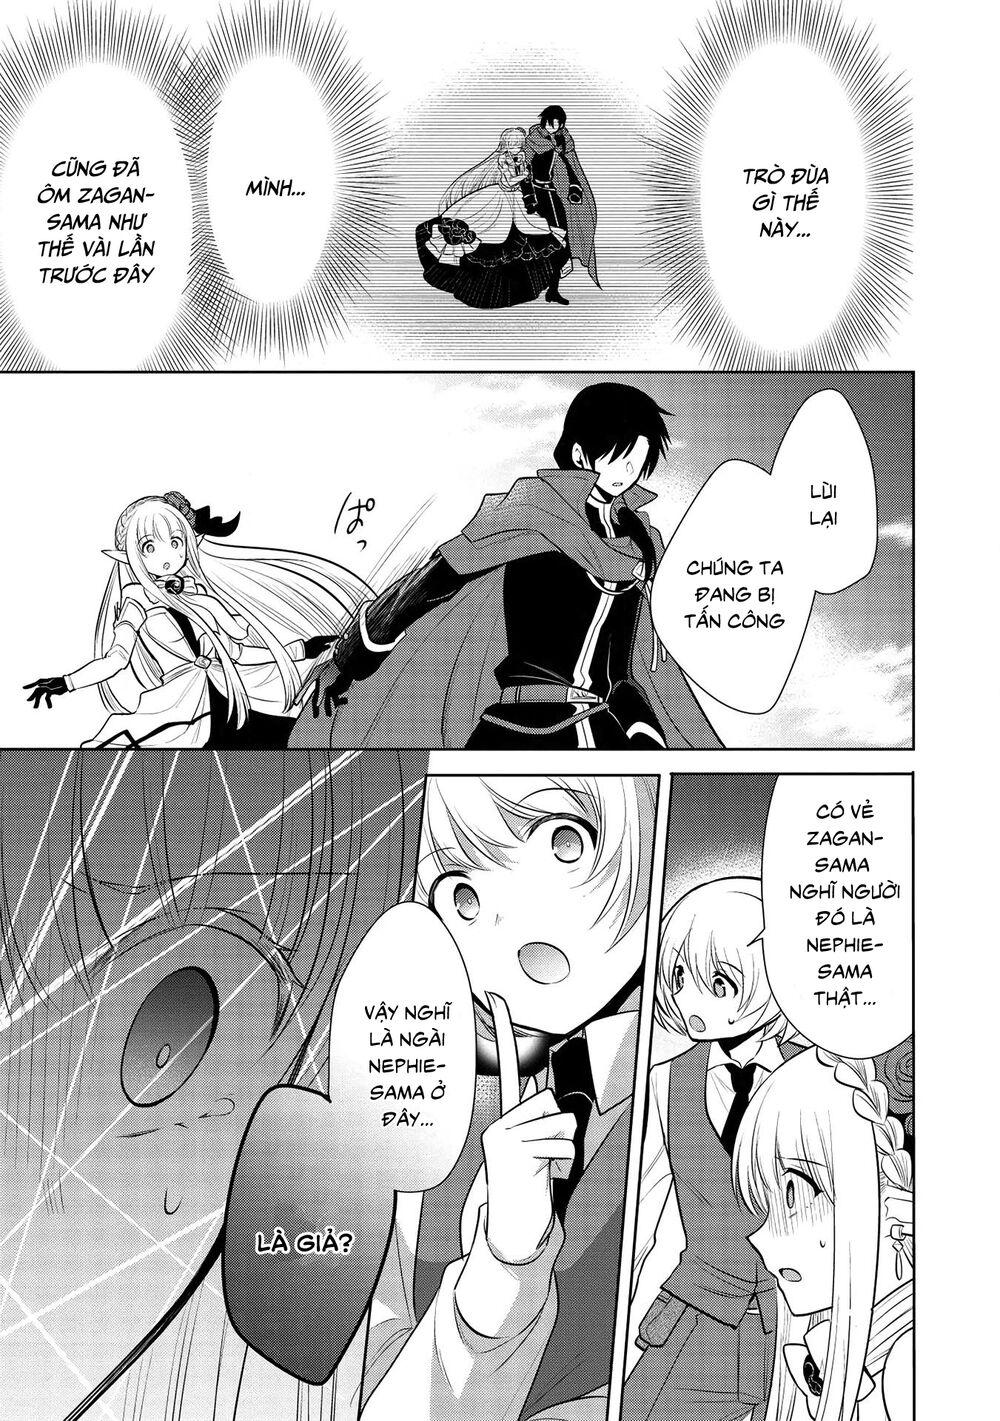 TRÒ ĐÙA
GÌ THẾ
NÀY...
MÌNH...
CŨNG ĐÃ
ÔM ZAGAN-
SAMA NHƯ
THẾ VÀI LẦN
TRƯỚC ĐÂY
LÙI
LẠI
CHÚNG TA
ĐANG BỊ
TẤN CÔNG
ぱっ
CÓ VẺ
ZAGAN-
SAMA
NGHĨ NGƯỜI
ĐÓ LÀ
NEPHIE-
SAMA
THẬT...
VẬY NGHĨ
LÀ NGÀI
NEPHIE-
SAMA Ở
ĐÂY...
LÀ GIẢ?